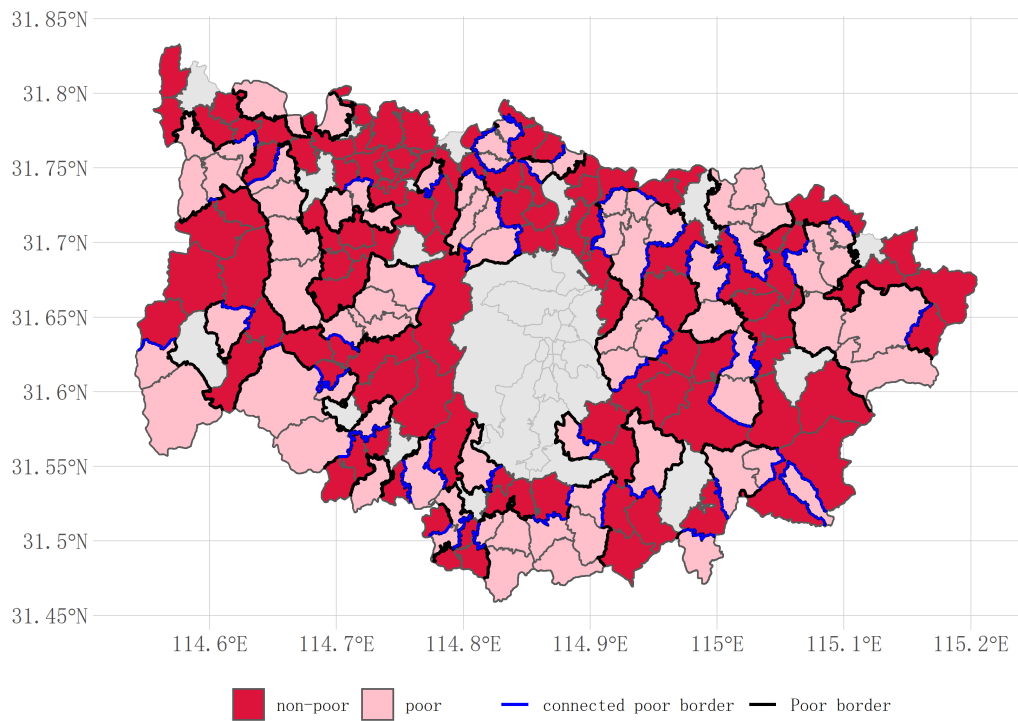 31.85°N
31.8°N
31.75°N
31.7°N
31.65°N
31.6°N
31.55°N
31.5°N
31.45°N
114.6°E 114.7°E 114.8°E 114.9°E 115°E 115.1°E 115.2°E
non-poor poor connected poor border Poor border